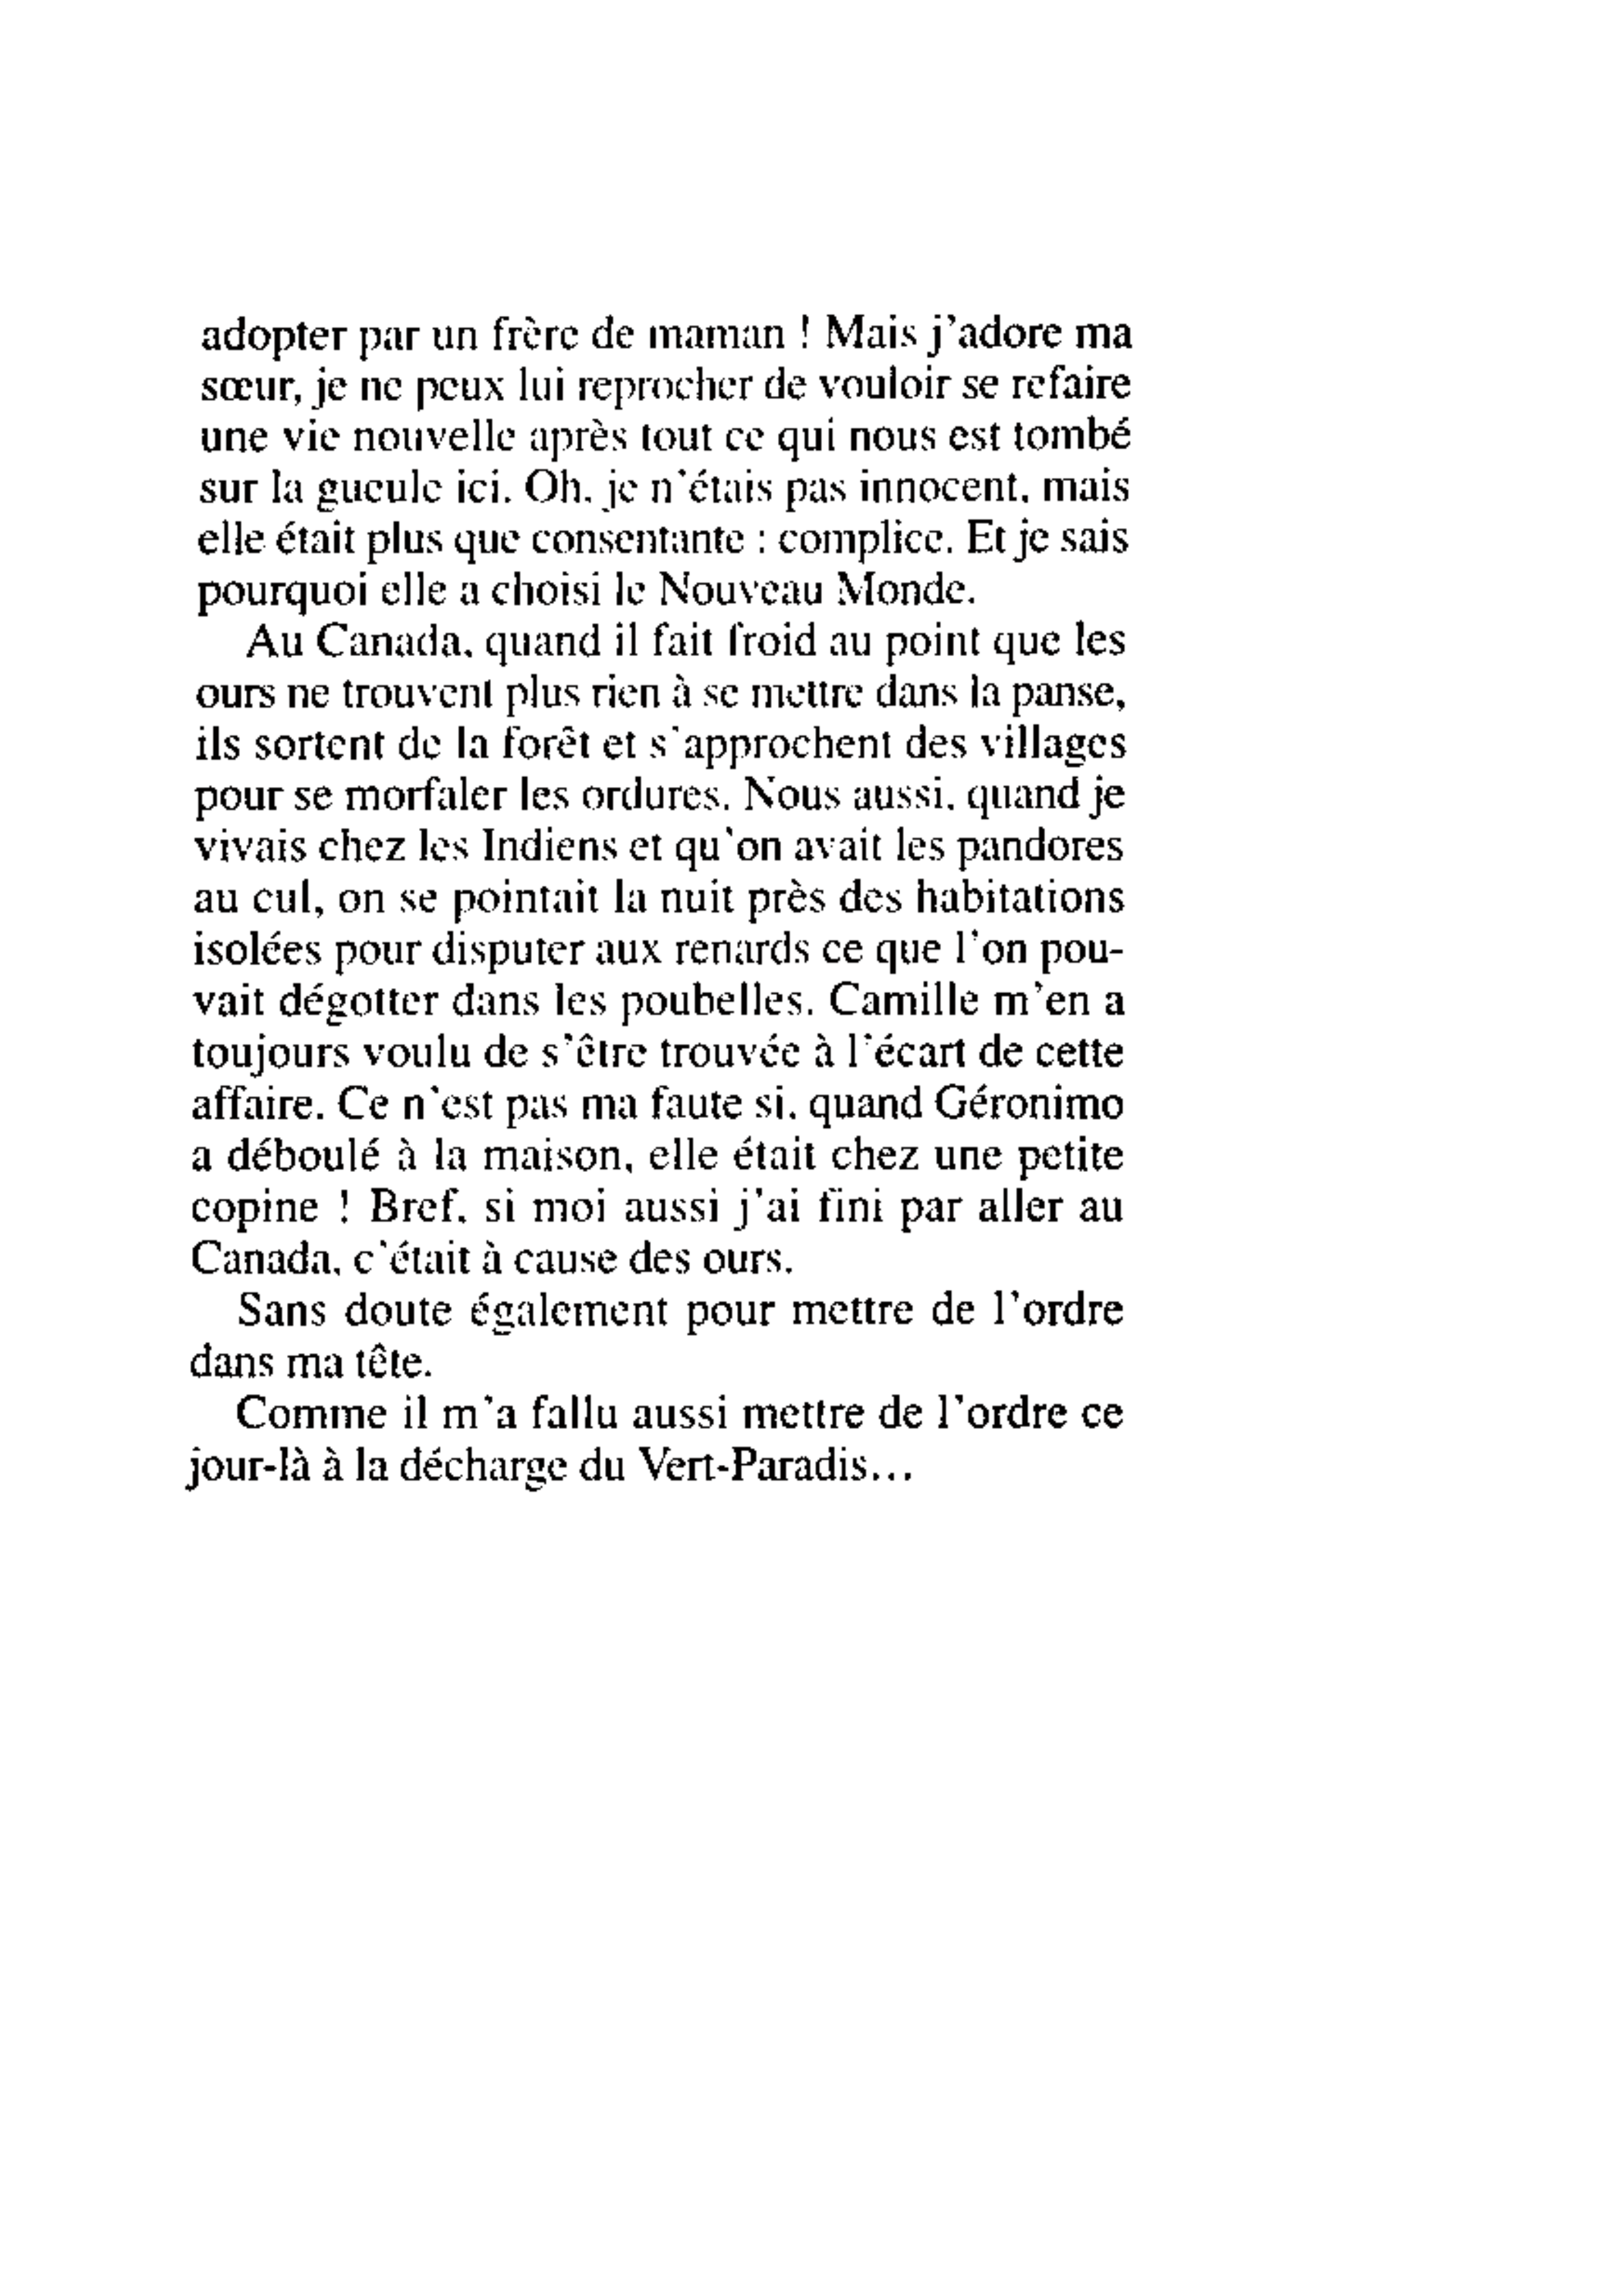 adopter par un frère de maman ! Mais j'adore ma
sœur, je ne peux lui reprocher de vouloir se refaire
une vie nouvelle après tout ce qui nous est tombé
sur la gueule ici. Oh, je n'étais pas innocent, mais
elle était plus que consentante : complice. Et je sais
pourquoi elle a choisi le Nouveau Monde.
Au Canada, quand il fait froid au point que les
ours ne trouvent plus rien à se mettre dans la panse,
ils sortent de la forêt et s'approchent des villages
pour se morfaler les ordures. Nous aussi, quand je
vivais chez les Indiens et qu'on avait les pandores
au cul, on se pointait la nuit près des habitations
isolées pour disputer aux renards ce que l'on pou-
vait dégotter dans les poubelles. Camille m'en a
toujours voulu de s'être trouvée à l'écart de cette
affaire. Ce n'est pas ma faute si, quand Géronimo
a déboulé à la maison, elle était chez une petite
copine ! Bref, si moi aussi j'ai fini par aller au
Canada, c'était à cause des ours.
Sans doute également pour mettre de l'ordre
dans ma tête.
Comme il m'a fallu aussi mettre de l'ordre ce
jour-là à la décharge du Vert-Paradis...